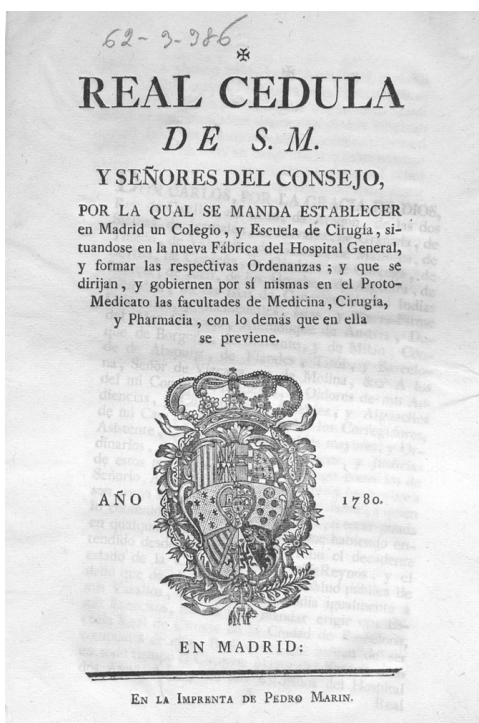 62-9-986
✠
REAL CEDULA
DE S. M.
Y SEÑORES DEL CONSEJO,
POR LA QUAL SE MANDA ESTABLECER
en Madrid un Colegio, y Escuela de Cirugía, si-
tuandose en la nueva Fábrica del Hospital General,
y formar las respectivas Ordenanzas; y que se
dirijan, y gobiernen por sí mismas en el Proto-
Medicato las facultades de Medicina, Cirugía,
y Pharmacia, con lo demás que en ella
se previene.
AÑO 1780.
EN MADRID:
EN LA IMPRENTA DE PEDRO MARIN.